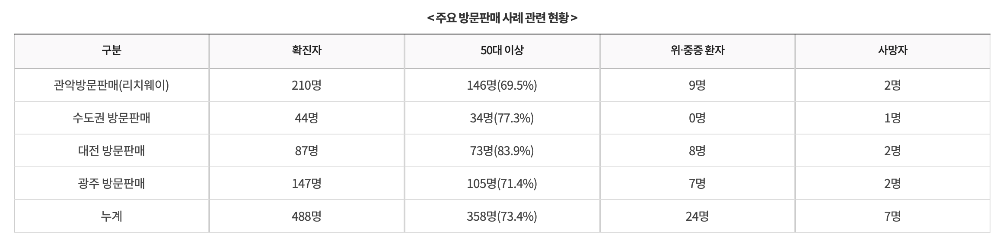 < 주요 방문판매 사례 관련 현황 >
구분 확진자 50대 이상 위·중증 환자 사망자
관악방문판매(리치웨이) 210명 146명(69.5%) 9명 2명
수도권 방문판매 44명 34명(77.3%) 0명 1명
대전 방문판매 87명 73명(83.9%) 8명 2명
광주 방문판매 147명 105명(71.4%) 7명 2명
누계 488명 358명(73.4%) 24명 7명